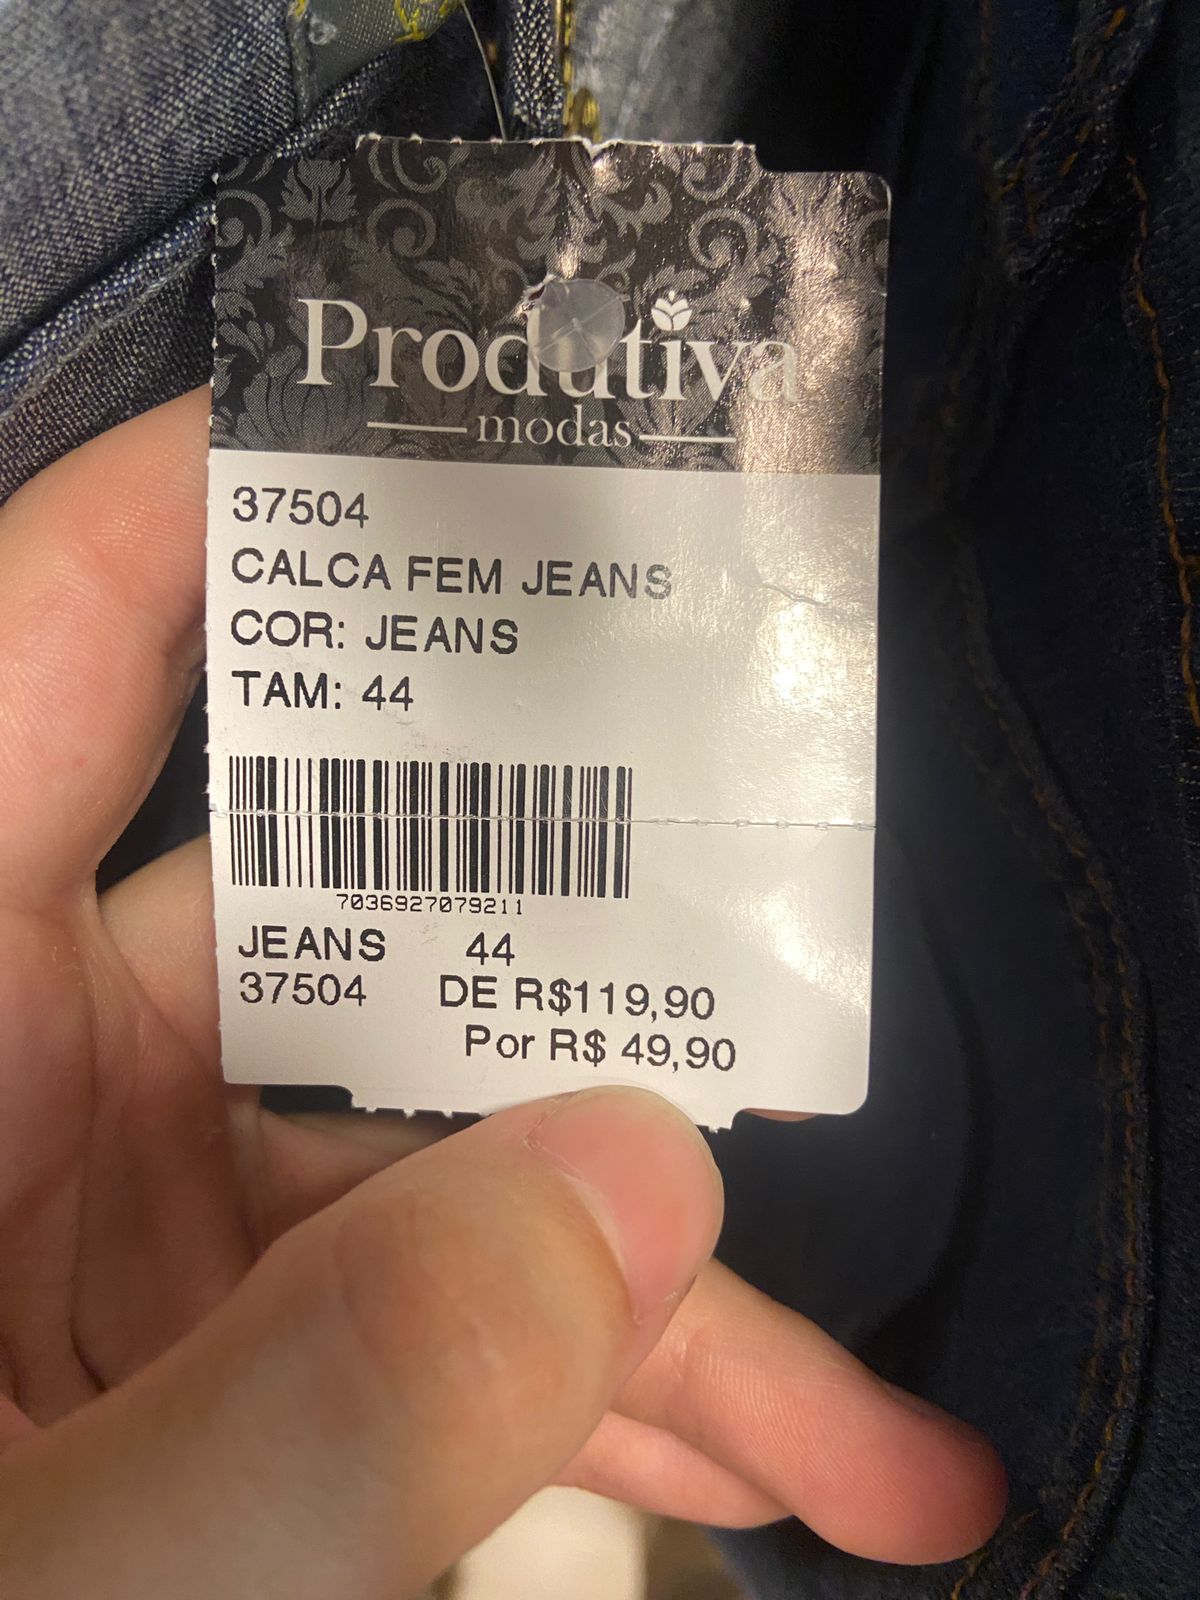 Produtiva
modas
37504
CALCA FEM JEANS
COR: JEANS
TAM: 44
7036927079211
JEANS 44
37504 DE R$119,90
Por R$ 49,90